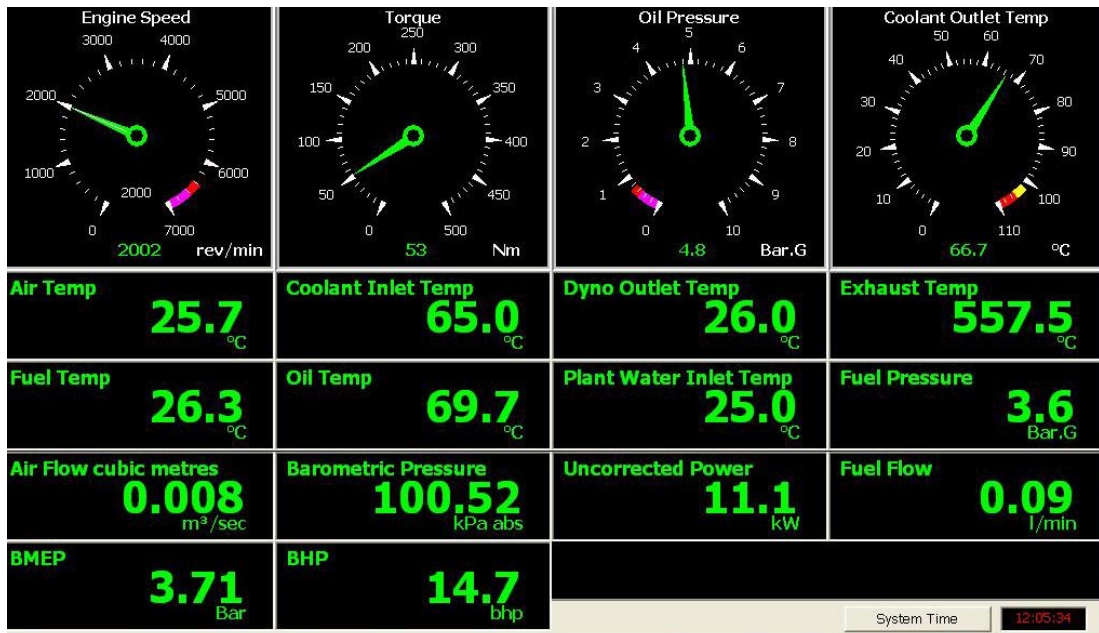 Engine Speed
3000 4000
2000 5000
1000 6000
2000
0 7000
2002 rev/min
Torque
250
200 300
150 350
100 400
50 450
0 500
53 Nm
Oil Pressure
5
4 6
3 7
2 8
1 9
0 10
4.8 Bar.G
Coolant Outlet Temp
50 60
40 70
30 80
20 90
10 100
0 110
66.7 °C
Air Temp
25.7
°C
Coolant Inlet Temp
65.0
°C
Dyno Outlet Temp
26.0
°C
Exhaust Temp
557.5
°C
Fuel Temp
26.3
°C
Oil Temp
69.7
°C
Plant Water Inlet Temp
25.0
°C
Fuel Pressure
3.6
Bar.G
Air Flow cubic metres
0.008
m³/sec
Barometric Pressure
100.52
kPa abs
Uncorrected Power
11.1
kW
Fuel Flow
0.09
l/min
BMEP
3.71
Bar
BHP
14.7
bhp
System Time 12:05:34